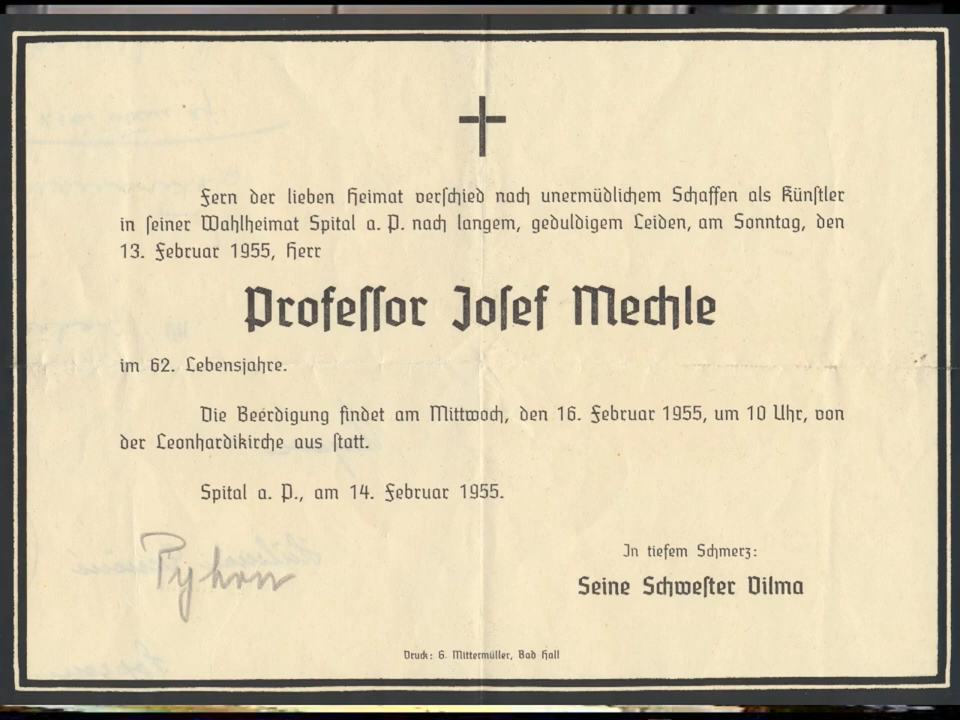 Fern der lieben Heimat verschied nach unermüdlichem Schaffen als Künstler
in seiner Wahlheimat Spital a. P. nach langem, geduldigem Leiden, am Sonntag, den
13. Februar 1955, Herr
Professor Josef Mechle
im 62. Lebensjahre.
Die Beerdigung findet am Mittwoch, den 16. Februar 1955, um 10 Uhr, von
der Leonhardikirche aus statt.
Spital a. P., am 14. Februar 1955.
In tiefem Schmerz:
Seine Schwester Vilma
Pyhrn
Druck: G. Mittermüller, Bad Hall